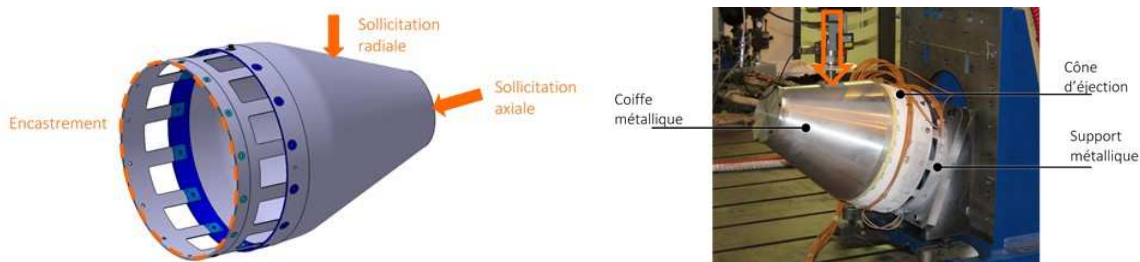 Sollicitation
radiale
Sollicitation
axiale
Encastrement
Cône
d’éjection
Coiffe
métallique
Support
métallique